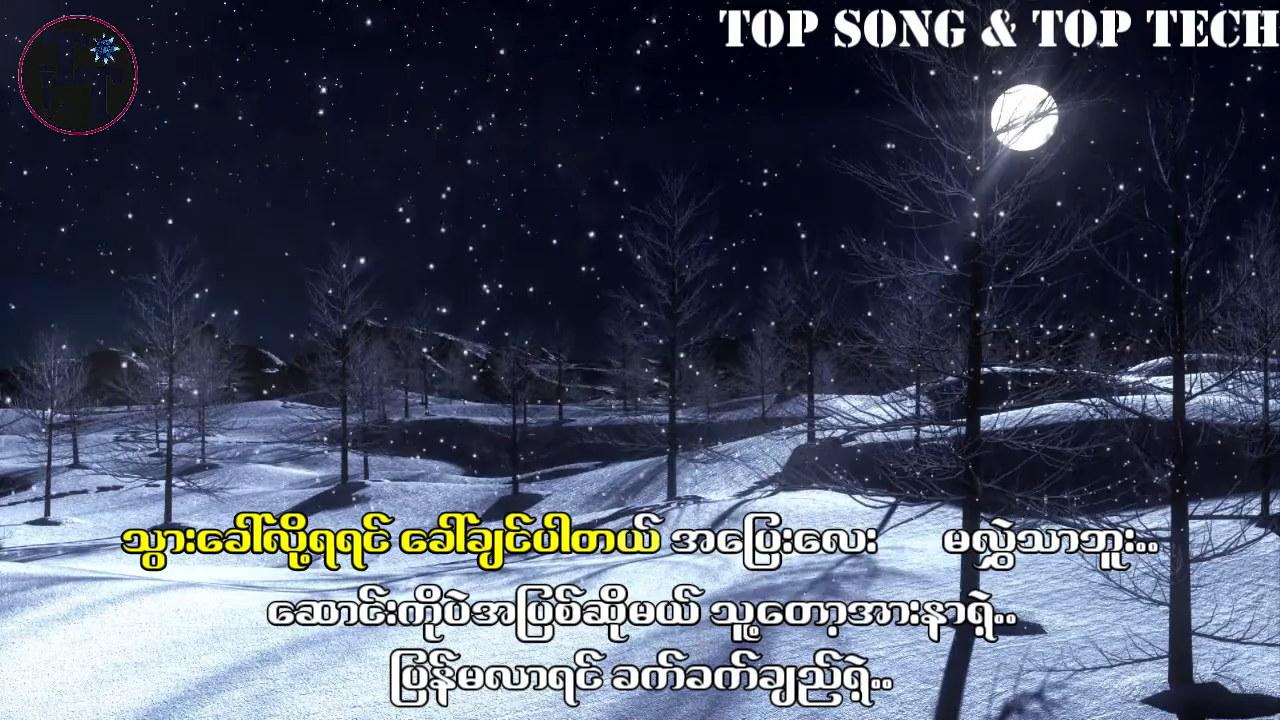 TOP SONG & TOP TECH
သွားခေါ်လို့ရရင် ခေါ်ချင်ပါတယ် အပြေးလေး မလွှဲသာဘူး..
ဆောင်းကိုပဲအပြစ်ဆိုမယ် သူ့တော့အားနာရဲ့..
ပြန်မလာရင် ခက်ခက်ချည်ရဲ့..